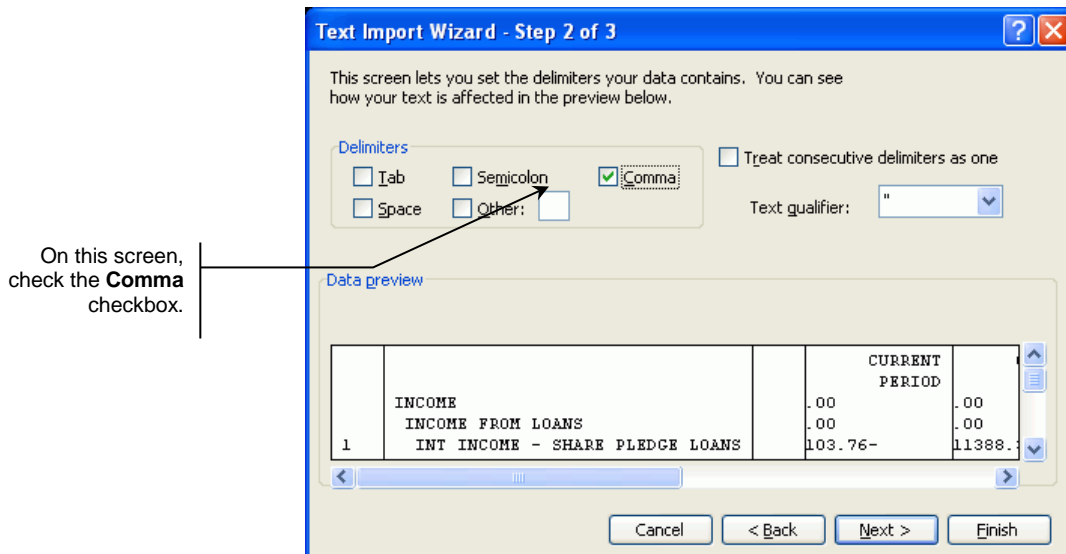 Text Import Wizard - Step 2 of 3
This screen lets you set the delimiters your data contains. You can see
how your text is affected in the preview below.
Delimiters
Tab
Semicolon
Comma
Treat consecutive delimiters as one
Space
Other:
Text qualifier:
"
On this screen,
check the Comma
checkbox.
Data preview
CURRENT
PERIOD
INCOME .00 .00
INCOME FROM LOANS .00 .00
1 INT INCOME - SHARE PLEDGE LOANS 103.76-
Cancel
< Back
Next >
Finish